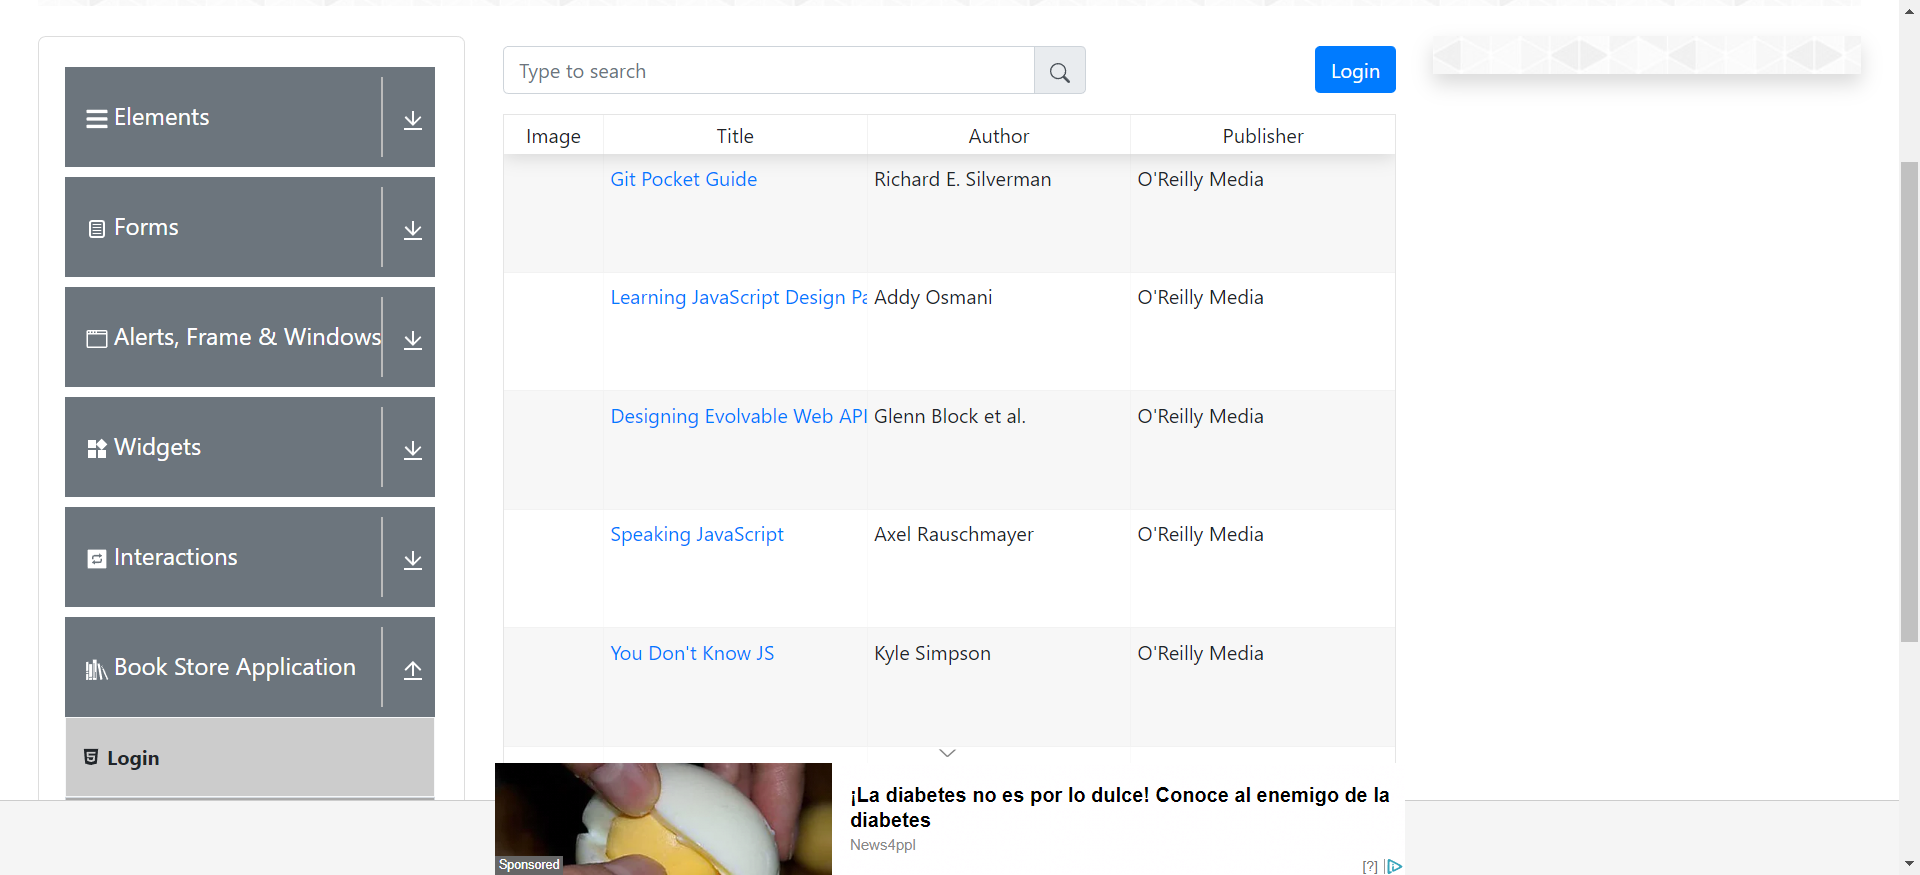 Elements
Forms
Alerts, Frame & Windows
Widgets
Interactions
Book Store Application
Login
Type to search
Login
Image Title Author Publisher
Git Pocket Guide Richard E. Silverman O'Reilly Media
Learning JavaScript Design Pa Addy Osmani O'Reilly Media
Designing Evolvable Web API Glenn Block et al. O'Reilly Media
Speaking JavaScript Axel Rauschmayer O'Reilly Media
You Don't Know JS Kyle Simpson O'Reilly Media
Sponsored
¡La diabetes no es por lo dulce! Conoce al enemigo de la
diabetes
News4ppl
[?]